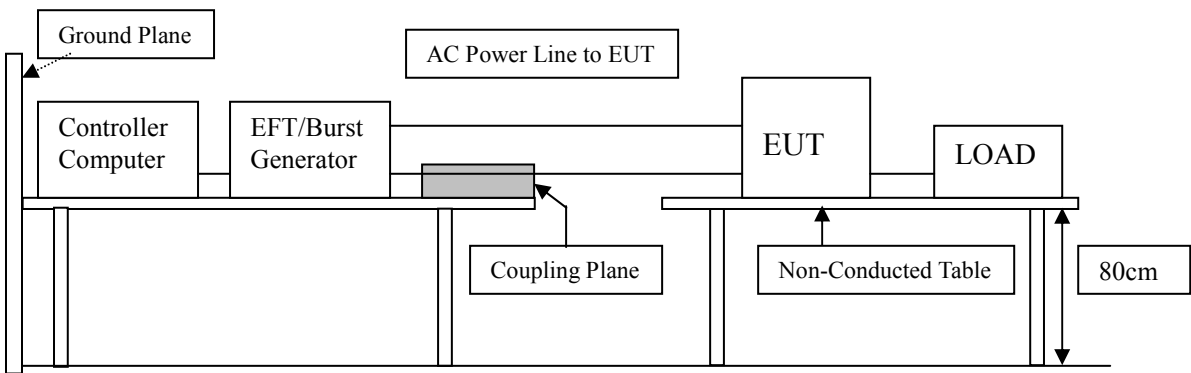 Ground Plane
AC Power Line to EUT
Controller
Computer
EFT/Burst
Generator
EUT
LOAD
Coupling Plane
Non-Conducted Table
80cm